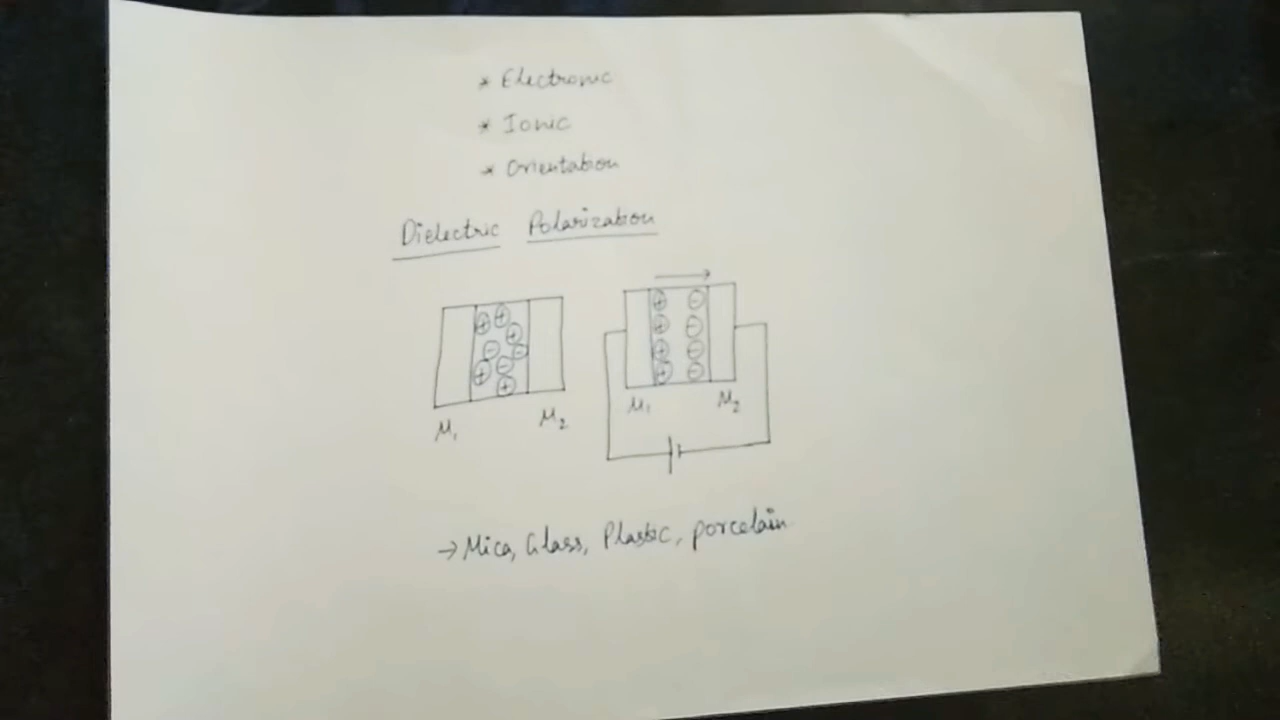 * Electronic
* Ionic
* Orientation
Dielectric Polarization
M₁ M₂ M₁ M₂
→ Mica, Glass, Plastic, porcelain